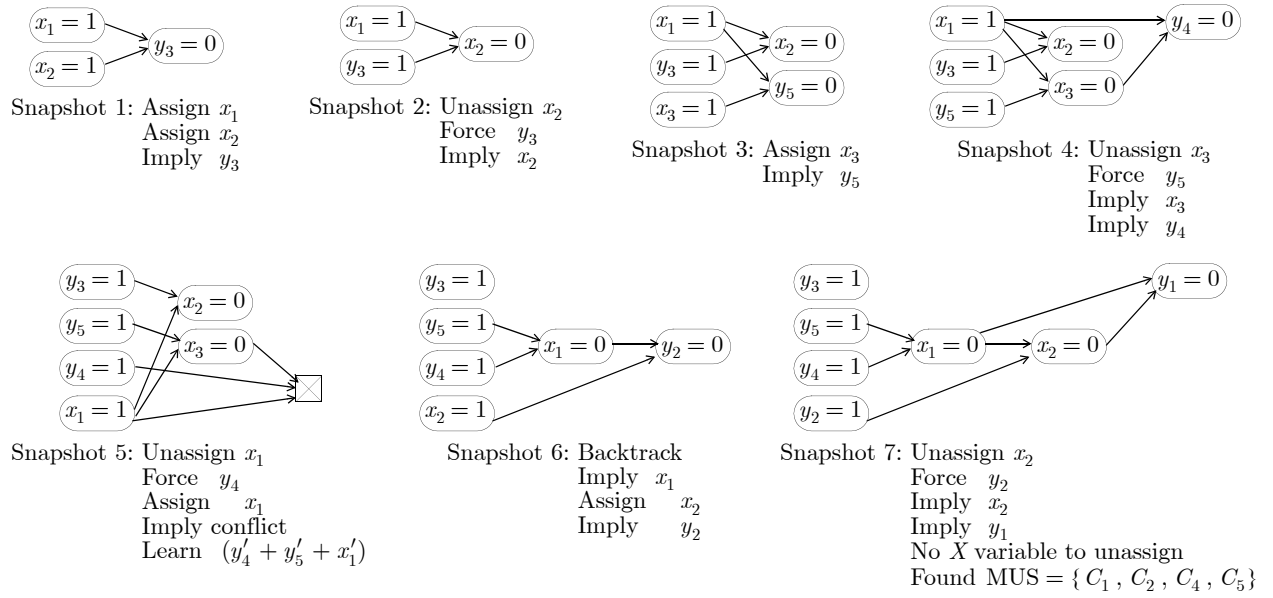 x₁ = 1
x₂ = 1
y₃ = 0
Snapshot 1: Assign x₁
Assign x₂
Imply y₃
x₁ = 1
y₃ = 1
x₂ = 0
Snapshot 2: Unassign x₂
Force y₃
Imply x₂
x₁ = 1
y₃ = 1
x₃ = 1
x₂ = 0
y₅ = 0
Snapshot 3: Assign x₃
Imply y₅
x₁ = 1
y₃ = 1
y₅ = 1
x₂ = 0
x₃ = 0
y₄ = 0
Snapshot 4: Unassign x₃
Force y₅
Imply x₃
Imply y₄
y₃ = 1
y₅ = 1
y₄ = 1
x₁ = 1
x₂ = 0
x₃ = 0
Snapshot 5: Unassign x₁
Force y₄
Assign x₁
Imply conflict
Learn (y₄′ + y₅′ + x₁′)
y₃ = 1
y₅ = 1
y₄ = 1
x₂ = 1
x₁ = 0
y₂ = 0
Snapshot 6: Backtrack
Imply x₁
Assign x₂
Imply y₂
y₃ = 1
y₅ = 1
y₄ = 1
y₂ = 1
x₁ = 0
x₂ = 0
y₁ = 0
Snapshot 7: Unassign x₂
Force y₂
Imply x₂
Imply y₁
No X variable to unassign
Found MUS = { C₁ , C₂ , C₄ , C₅}